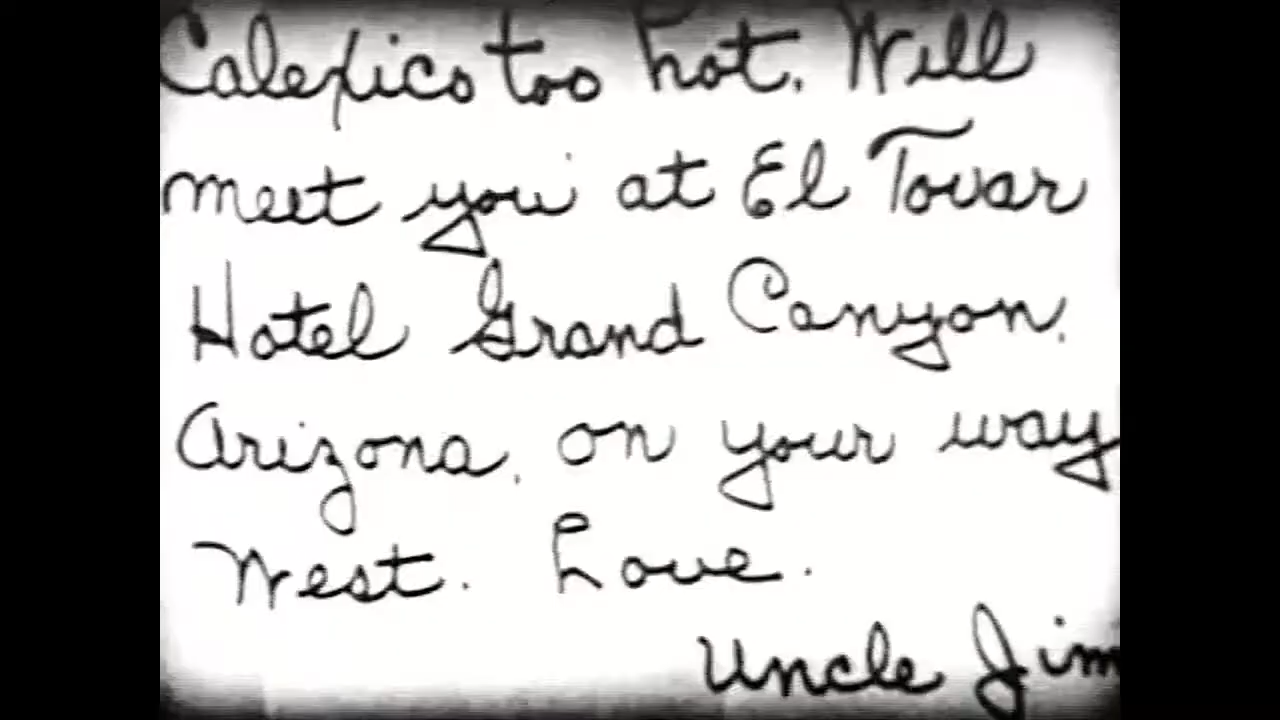 Calexico too hot. Will
meet you at El Tovar
Hotel Grand Canyon,
Arizona, on your way
West. Love.
Uncle Jim